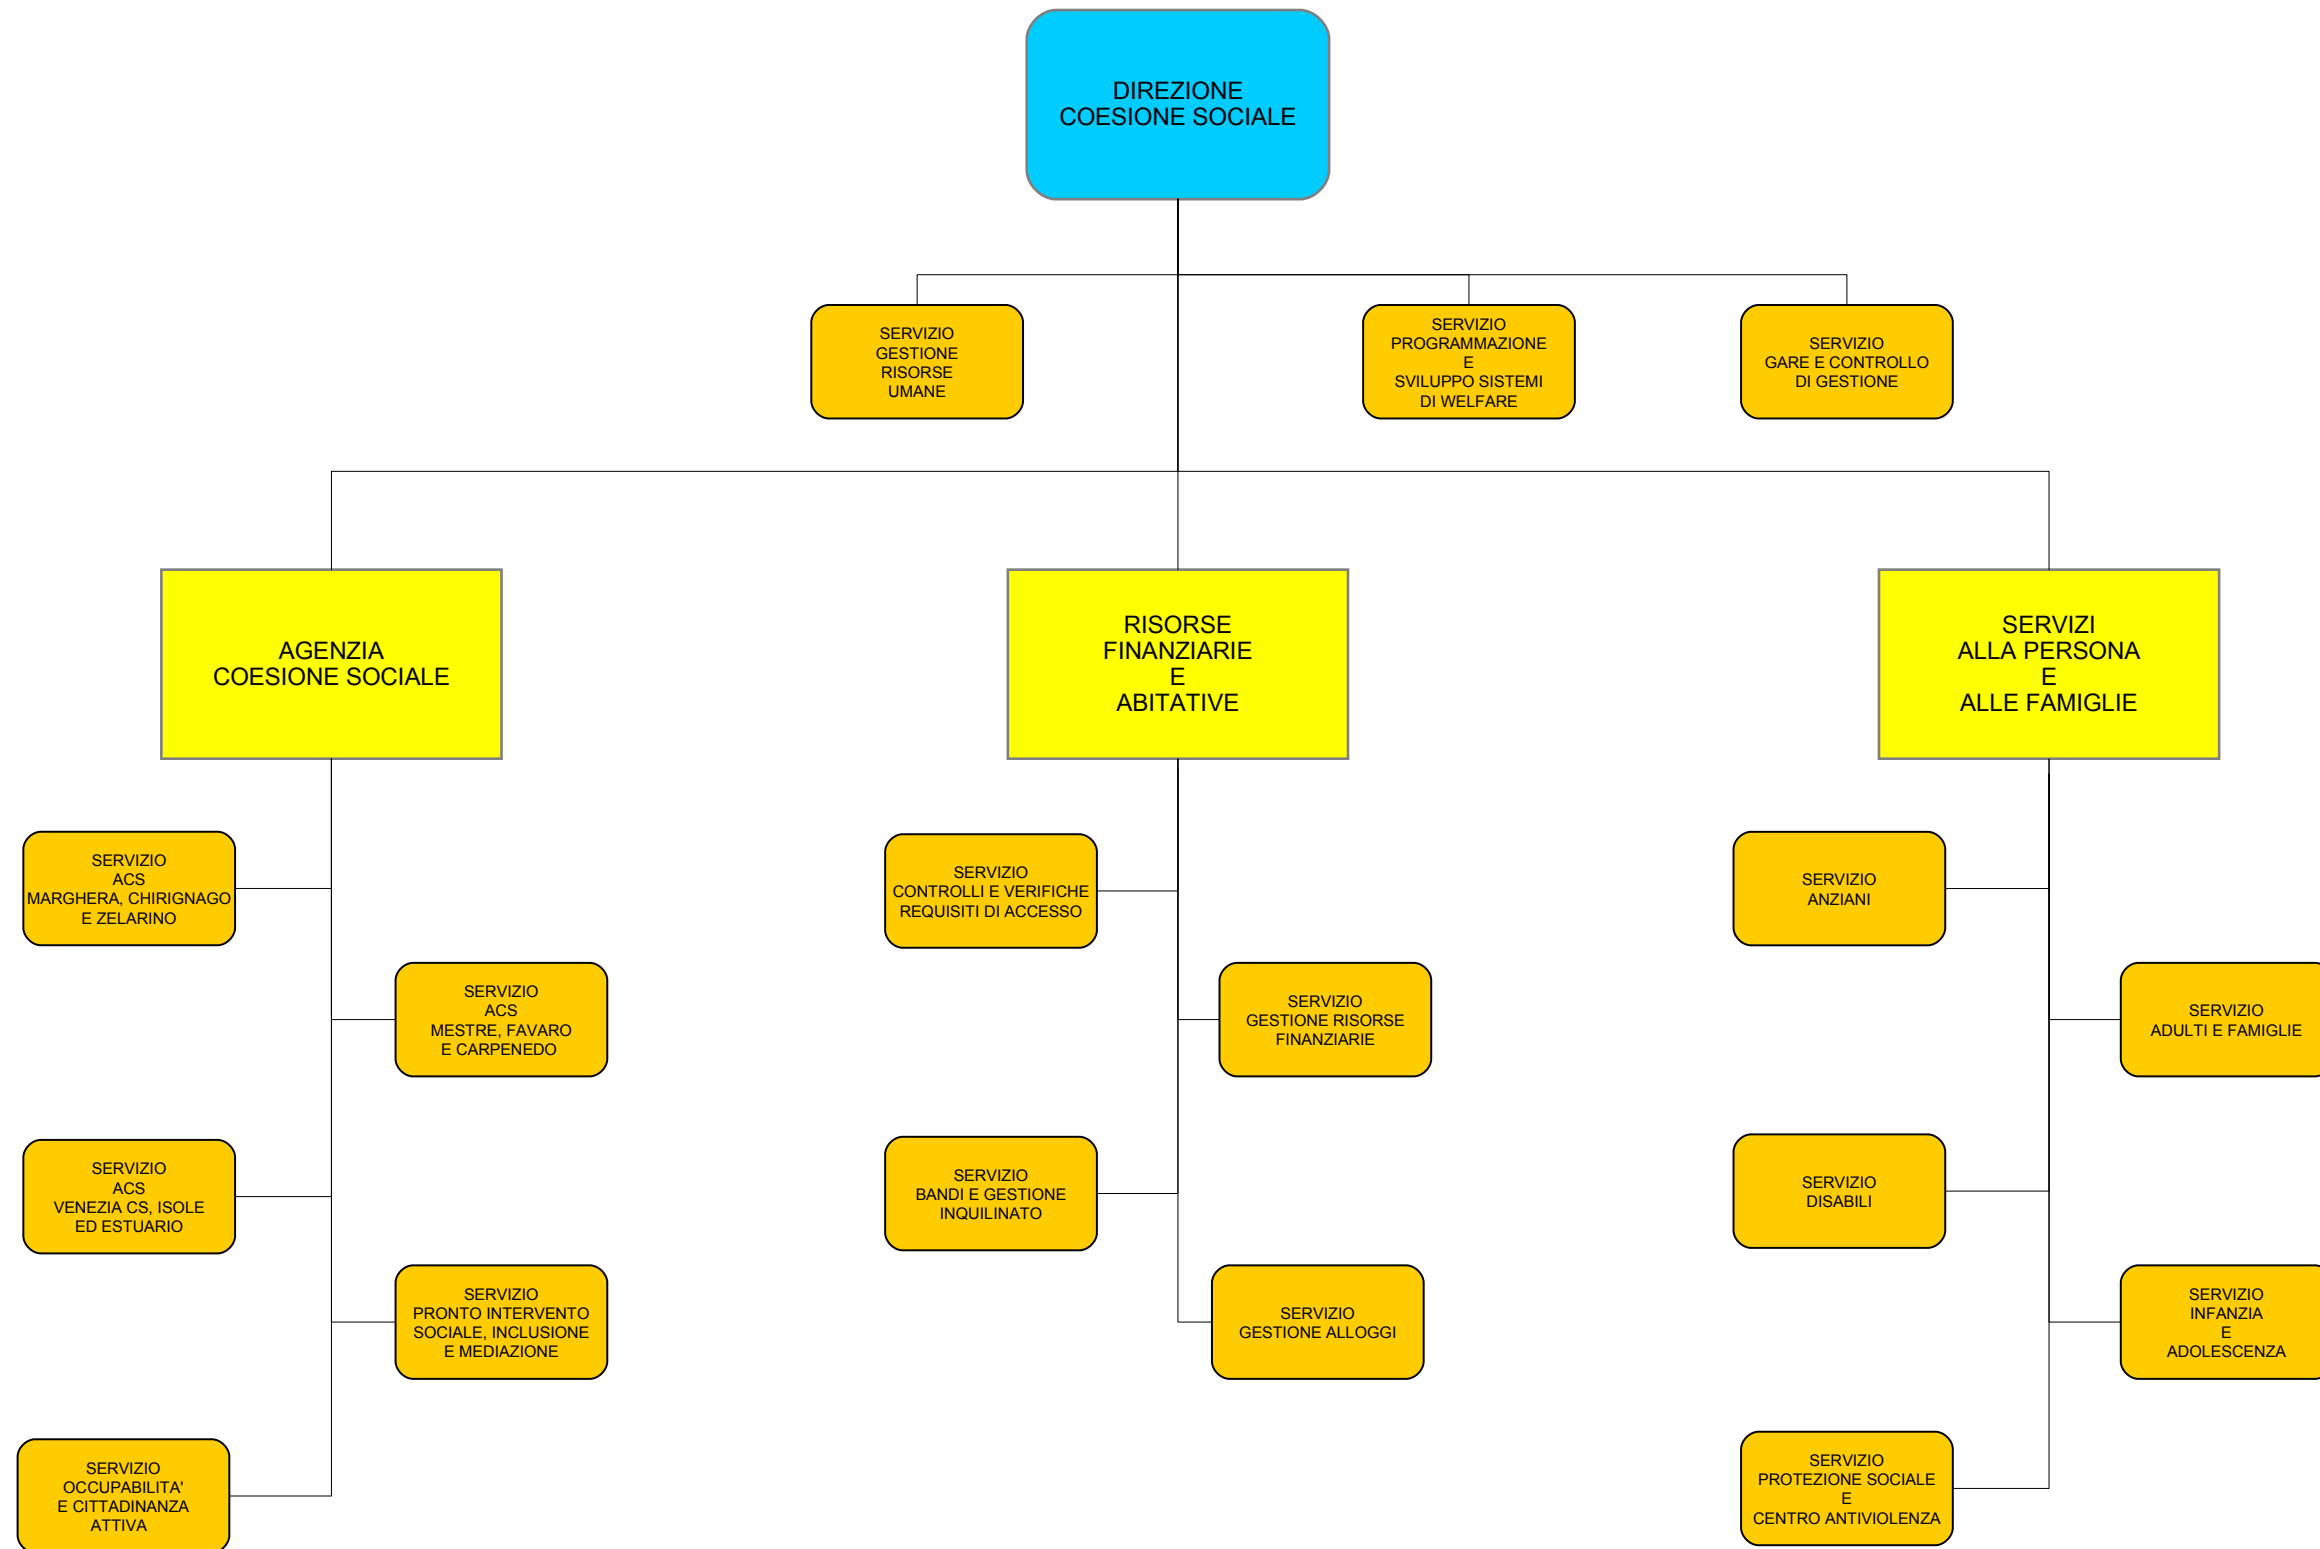 DIREZIONE
COESIONE SOCIALE
SERVIZIO
GESTIONE
RISORSE
UMANE
SERVIZIO
PROGRAMMAZIONE
E
SVILUPPO SISTEMI
DI WELFARE
SERVIZIO
GARE E CONTROLLO
DI GESTIONE
AGENZIA
COESIONE SOCIALE
RISORSE
FINANZIARIE
E
ABITATIVE
SERVIZI
ALLA PERSONA
E
ALLE FAMIGLIE
SERVIZIO
ACS
MARGHERA, CHIRIGNAGO
E ZELARINO
SERVIZIO
CONTROLLI E VERIFICHE
REQUISITI DI ACCESSO
SERVIZIO
ANZIANI
SERVIZIO
ACS
MESTRE, FAVARO
E CARPENEDO
SERVIZIO
GESTIONE RISORSE
FINANZIARIE
SERVIZIO
ADULTI E FAMIGLIE
SERVIZIO
ACS
VENEZIA CS, ISOLE
ED ESTUARIO
SERVIZIO
BANDI E GESTIONE
INQUILINATO
SERVIZIO
DISABILI
SERVIZIO
PRONTO INTERVENTO
SOCIALE, INCLUSIONE
E MEDIAZIONE
SERVIZIO
GESTIONE ALLOGGI
SERVIZIO
INFANZIA
E
ADOLESCENZA
SERVIZIO
OCCUPABILITA'
E CITTADINANZA
ATTIVA
SERVIZIO
PROTEZIONE SOCIALE
E
CENTRO ANTIVIOLENZA